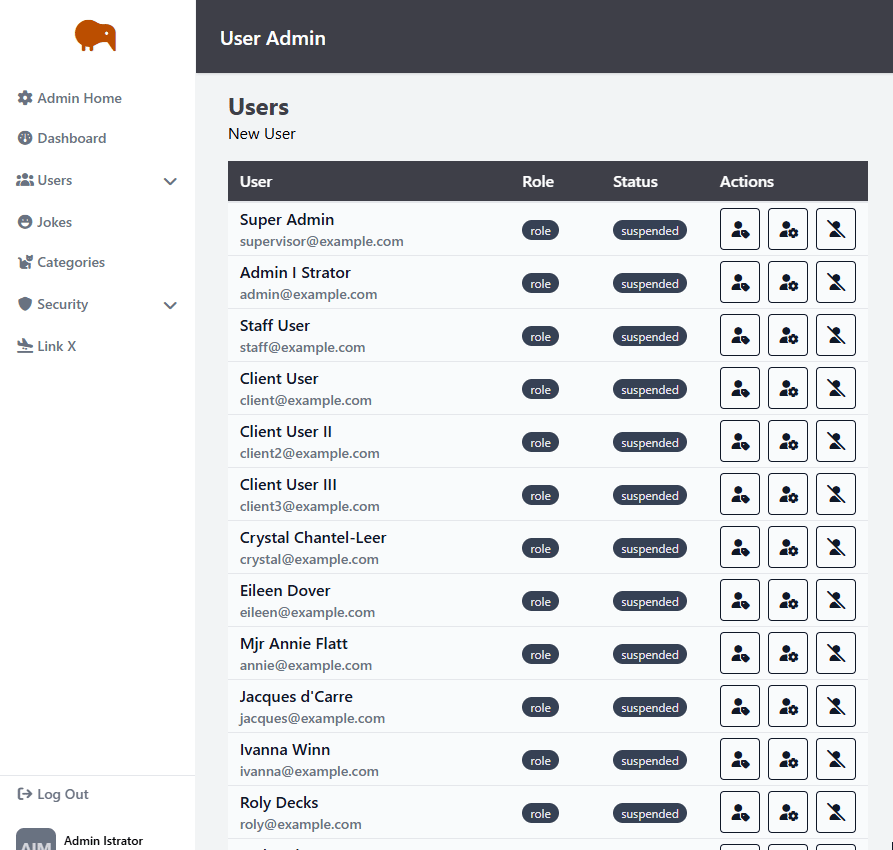 User Admin
Admin Home
Dashboard
Users
Jokes
Categories
Security
Link X
Log Out
AIM
Admin Istrator
Users
New User
User Role Status Actions
Super Admin
supervisor@example.com
role suspended
Admin I Strator
admin@example.com
role suspended
Staff User
staff@example.com
role suspended
Client User
client@example.com
role suspended
Client User II
client2@example.com
role suspended
Client User III
client3@example.com
role suspended
Crystal Chantel-Leer
crystal@example.com
role suspended
Eileen Dover
eileen@example.com
role suspended
Mjr Annie Flatt
annie@example.com
role suspended
Jacques d'Carre
jacques@example.com
role suspended
Ivanna Winn
ivanna@example.com
role suspended
Roly Decks
roly@example.com
role suspended